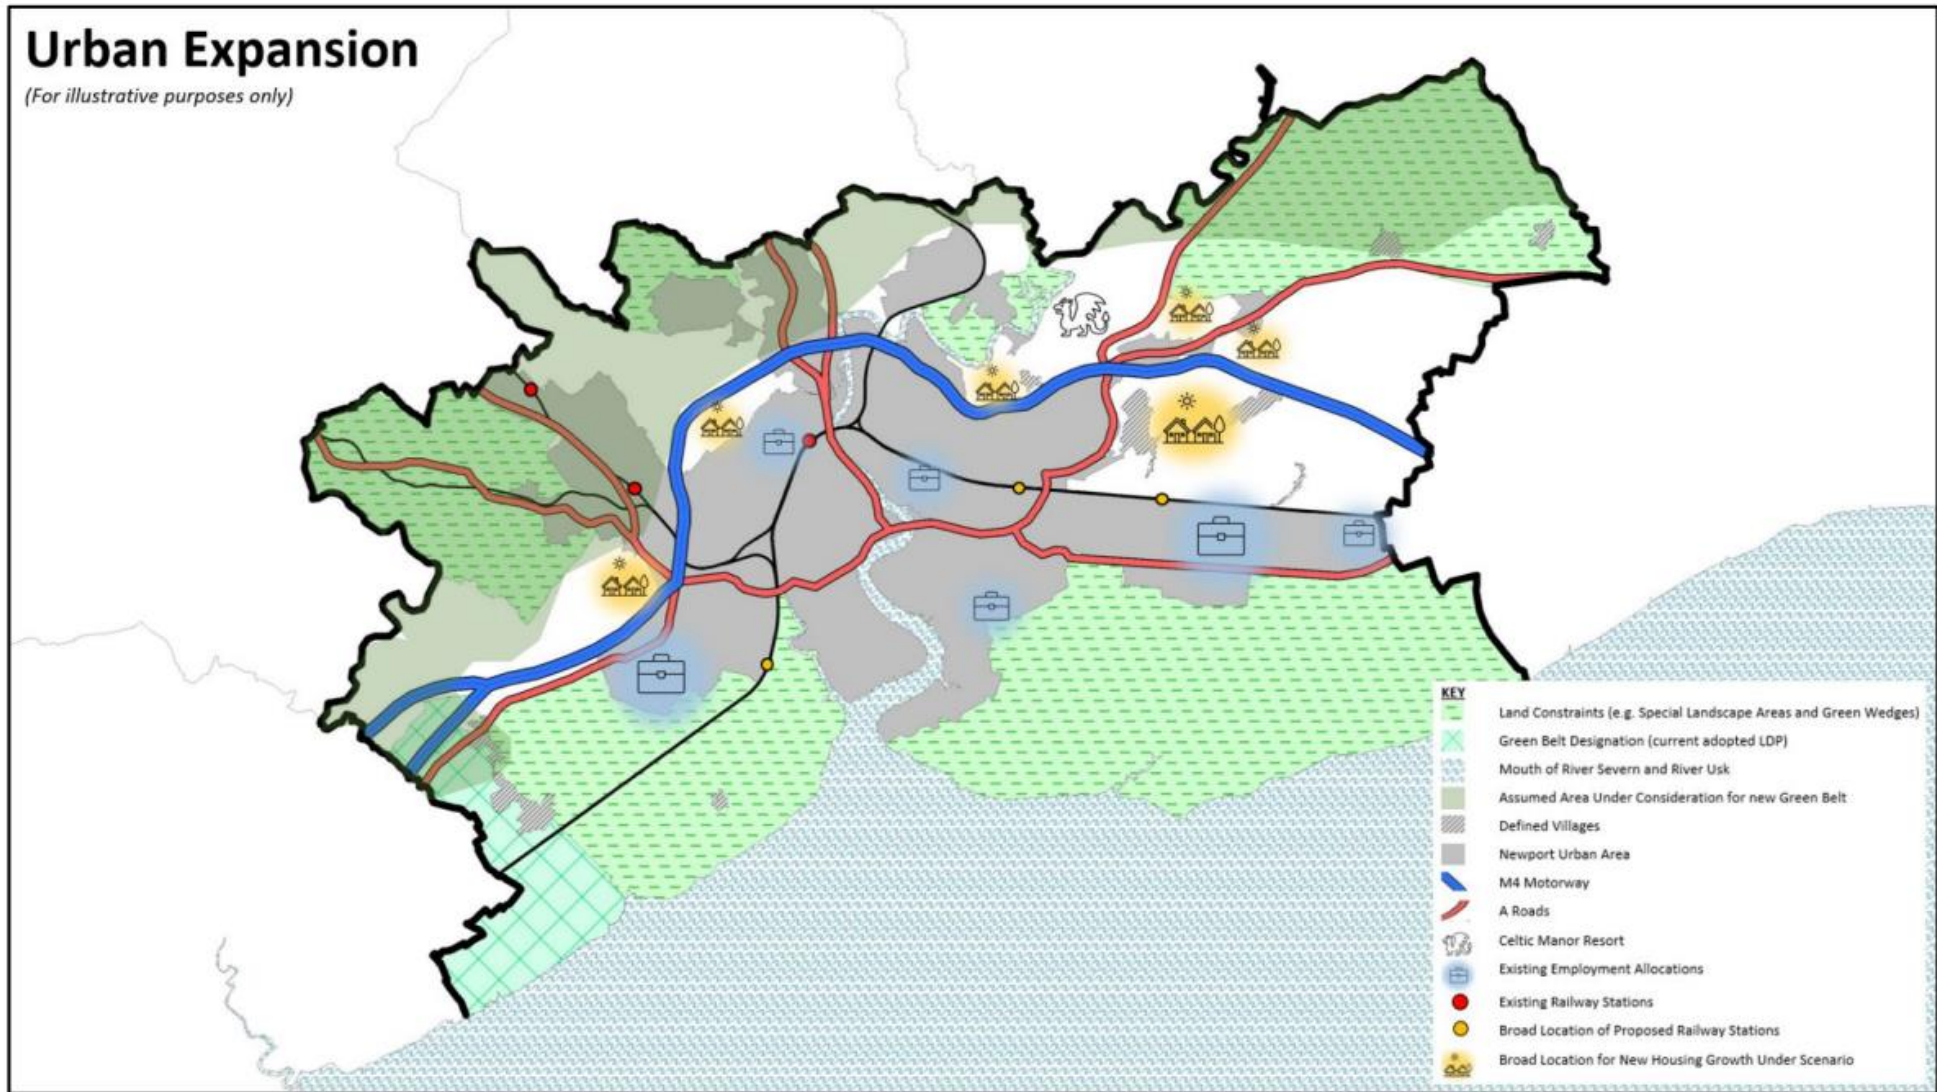 Urban Expansion
(For illustrative purposes only)
KEY
Land Constraints (e.g. Special Landscape Areas and Green Wedges)
Green Belt Designation (current adopted LDP)
Mouth of River Severn and River Usk
Assumed Area Under Consideration for new Green Belt
Defined Villages
Newport Urban Area
M4 Motorway
A Roads
Celtic Manor Resort
Existing Employment Allocations
Existing Railway Stations
Broad Location of Proposed Railway Stations
Broad Location for New Housing Growth Under Scenario